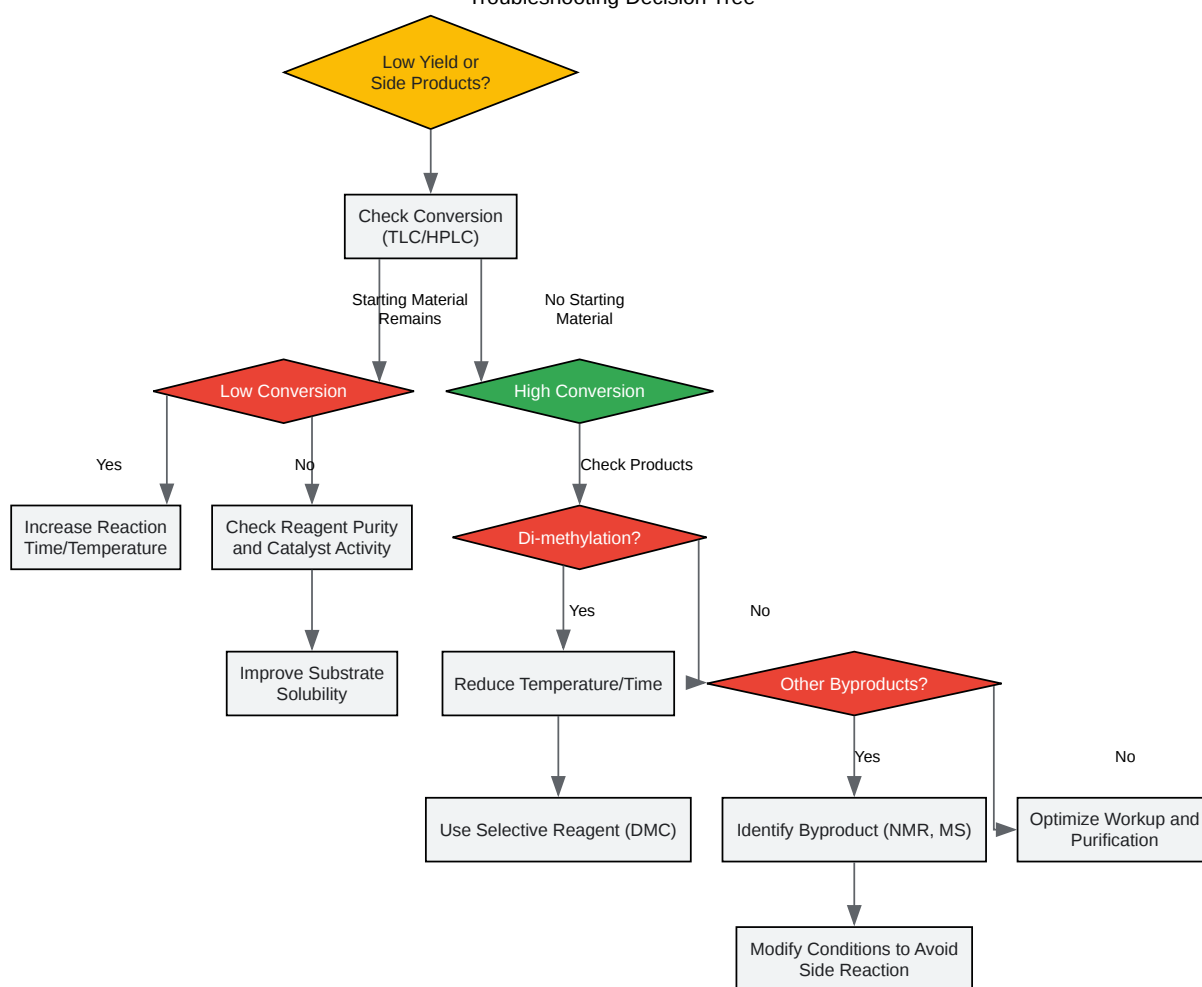 Troubleshooting Decision Tree
Low Yield or
Side Products?
Check Conversion
(TLC/HPLC)
Starting Material
Remains
No Starting
Material
Low Conversion
High Conversion
Yes
No
Check Products
Increase Reaction
Time/Temperature
Check Reagent Purity
and Catalyst Activity
Di-methylation?
Yes
No
Improve Substrate
Solubility
Reduce Temperature/Time
Other Byproducts?
Yes
No
Use Selective Reagent (DMC)
Identify Byproduct (NMR, MS)
Optimize Workup and
Purification
Modify Conditions to Avoid
Side Reaction